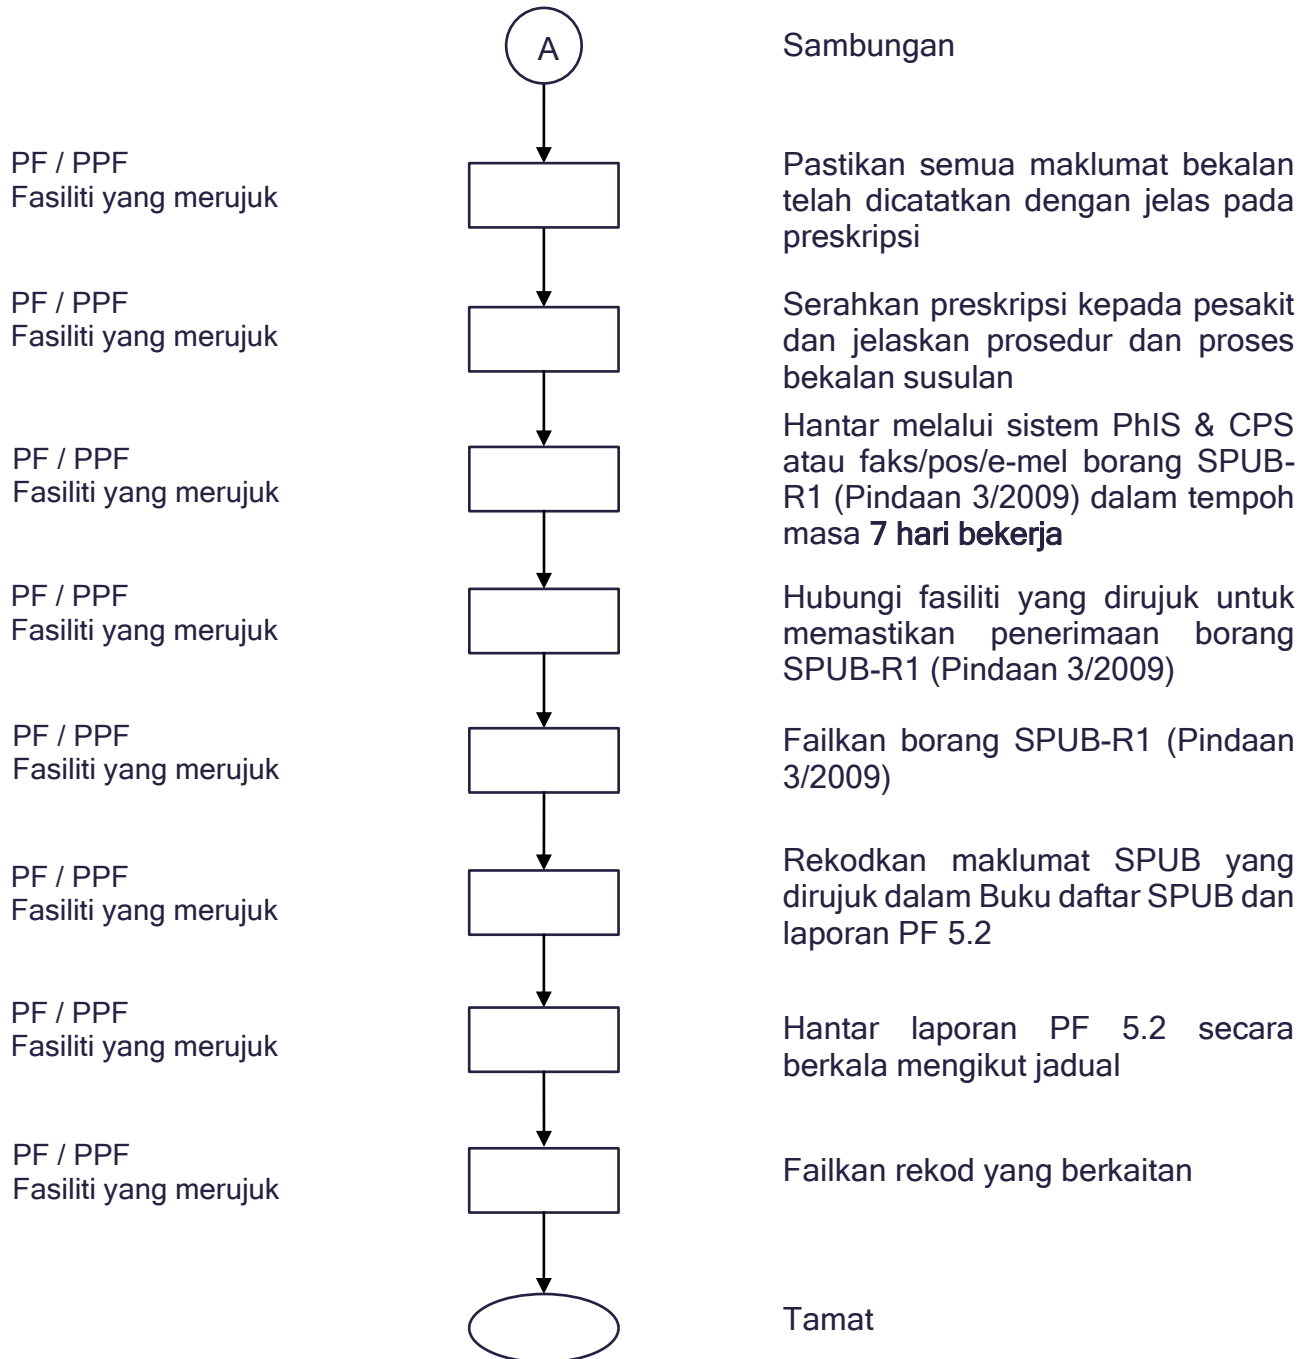 A
Sambungan
PF / PPF
Fasiliti yang merujuk
Pastikan semua maklumat bekalan
telah dicatatkan dengan jelas pada
preskripsi
PF / PPF
Fasiliti yang merujuk
Serahkan preskripsi kepada pesakit
dan jelaskan prosedur dan proses
bekalan susulan
PF / PPF
Fasiliti yang merujuk
Hantar melalui sistem PhIS & CPS
atau faks/pos/e-mel borang SPUB-
R1 (Pindaan 3/2009) dalam tempoh
masa 7 hari bekerja
PF / PPF
Fasiliti yang merujuk
Hubungi fasiliti yang dirujuk untuk
memastikan penerimaan borang
SPUB-R1 (Pindaan 3/2009)
PF / PPF
Fasiliti yang merujuk
Failkan borang SPUB-R1 (Pindaan
3/2009)
PF / PPF
Fasiliti yang merujuk
Rekodkan maklumat SPUB yang
dirujuk dalam Buku daftar SPUB dan
laporan PF 5.2
PF / PPF
Fasiliti yang merujuk
Hantar laporan PF 5.2 secara
berkala mengikut jadual
PF / PPF
Fasiliti yang merujuk
Failkan rekod yang berkaitan
Tamat